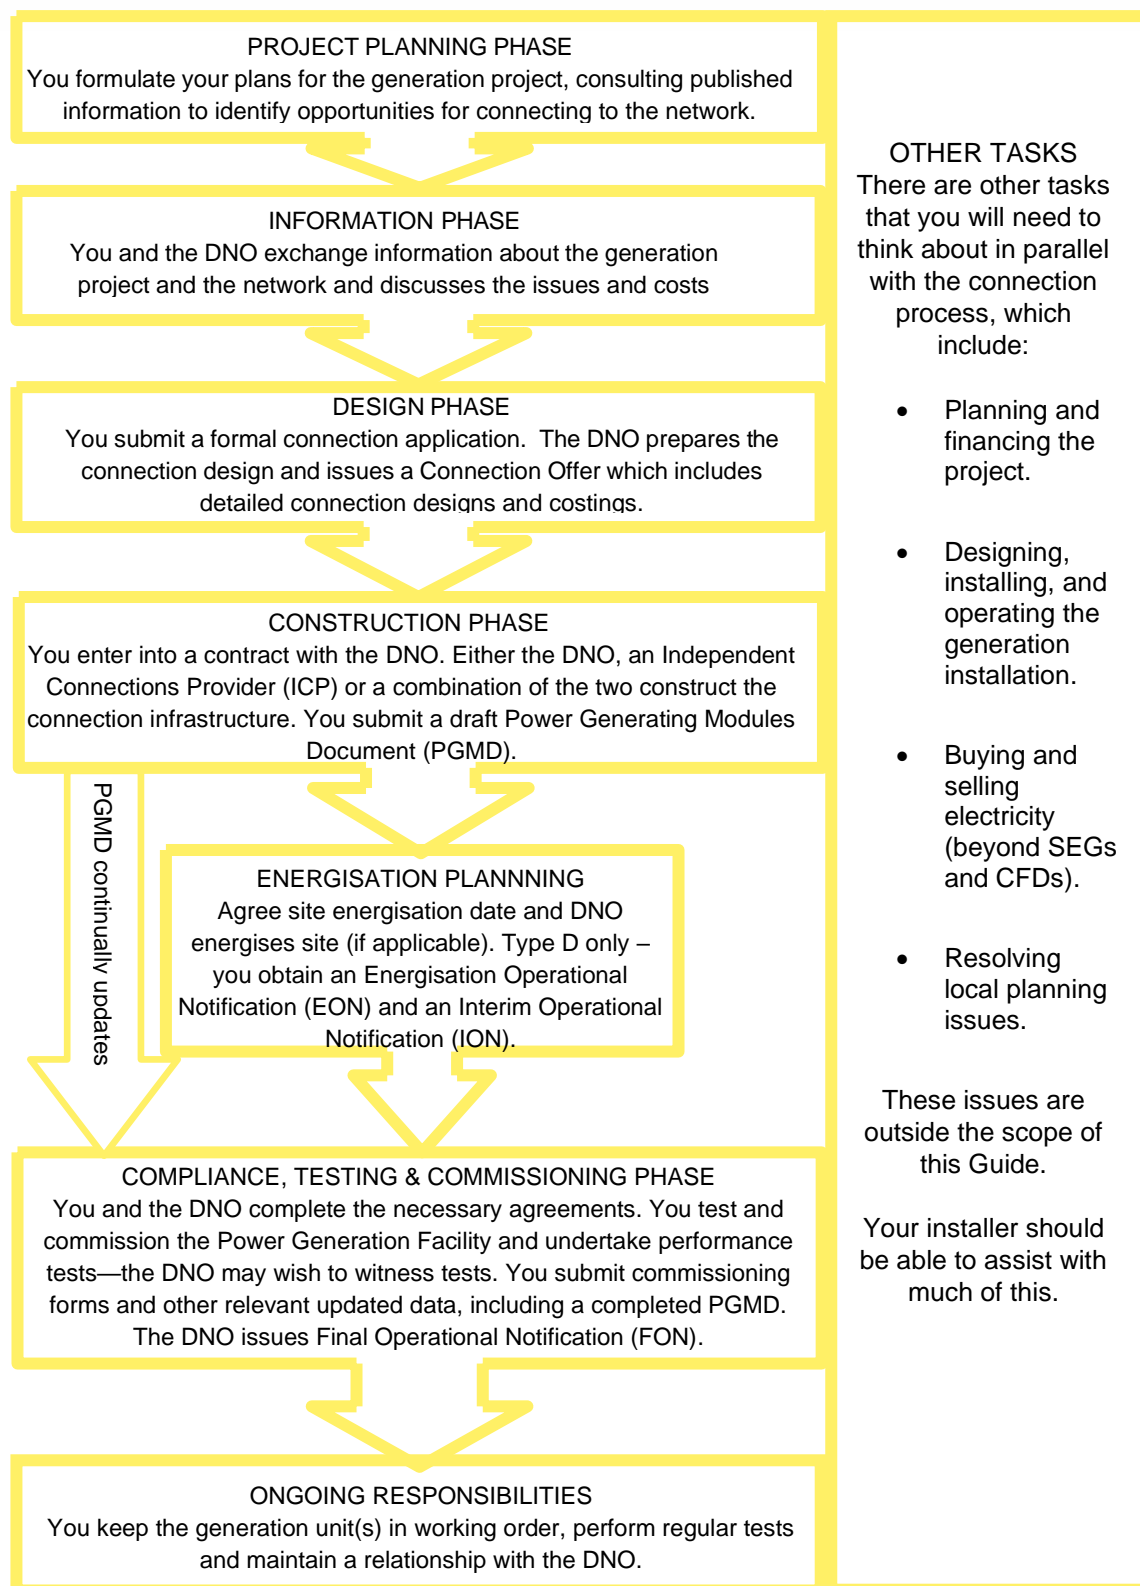 PROJECT PLANNING PHASE
You formulate your plans for the generation project, consulting published
information to identify opportunities for connecting to the network.
INFORMATION PHASE
You and the DNO exchange information about the generation
project and the network and discusses the issues and costs
DESIGN PHASE
You submit a formal connection application.  The DNO prepares the
connection design and issues a Connection Offer which includes
detailed connection designs and costings.
CONSTRUCTION PHASE
You enter into a contract with the DNO. Either the DNO, an Independent
Connections Provider (ICP) or a combination of the two construct the
connection infrastructure. You submit a draft Power Generating Modules
Document (PGMD).
PGMD continually updates
ENERGISATION PLANNNING
Agree site energisation date and DNO
energises site (if applicable). Type D only –
you obtain an Energisation Operational
Notification (EON) and an Interim Operational
Notification (ION).
COMPLIANCE, TESTING & COMMISSIONING PHASE
You and the DNO complete the necessary agreements. You test and
commission the Power Generation Facility and undertake performance
tests—the DNO may wish to witness tests. You submit commissioning
forms and other relevant updated data, including a completed PGMD.
The DNO issues Final Operational Notification (FON).
ONGOING RESPONSIBILITIES
You keep the generation unit(s) in working order, perform regular tests
and maintain a relationship with the DNO.
OTHER TASKS
There are other tasks
that you will need to
think about in parallel
with the connection
process, which
include:
• Planning and
financing the
project.
• Designing,
installing, and
operating the
generation
installation.
• Buying and
selling
electricity
(beyond SEGs
and CFDs).
• Resolving
local planning
issues.
These issues are
outside the scope of
this Guide.
Your installer should
be able to assist with
much of this.